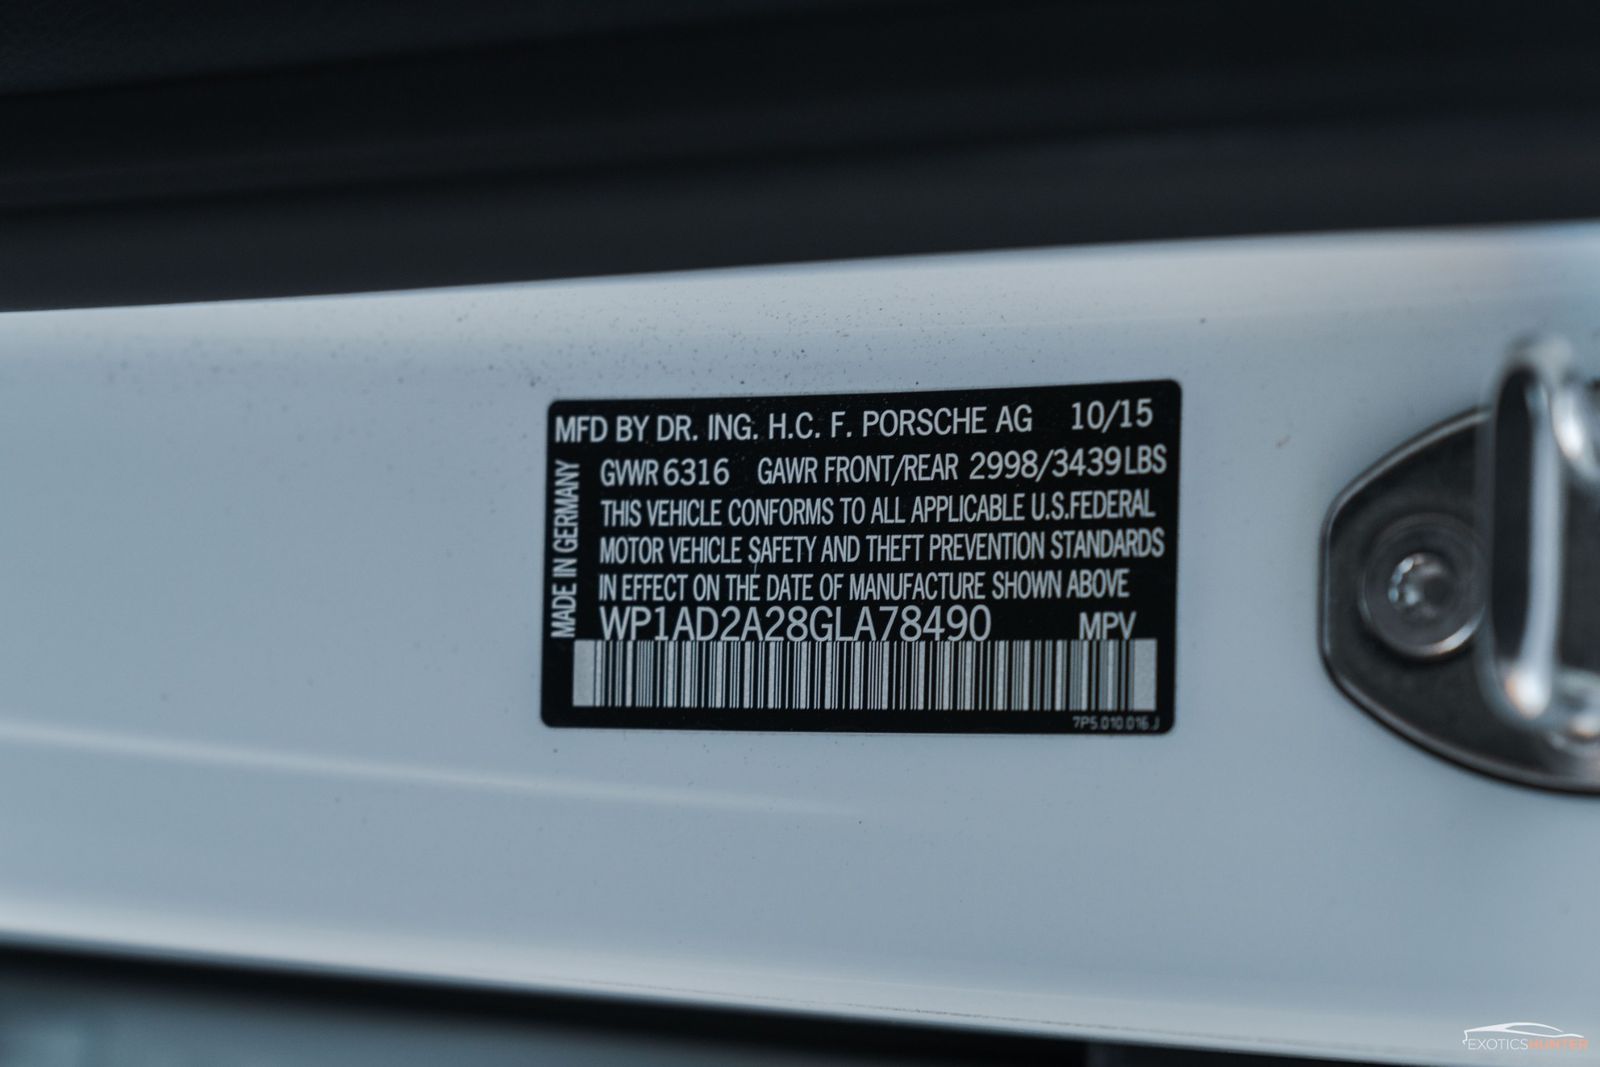 MFD BY DR. ING. H.C. F. PORSCHE AG 10/15
GVWR 6316 GAWR FRONT/REAR 2998/3439 LBS
THIS VEHICLE CONFORMS TO ALL APPLICABLE U.S.FEDERAL
MOTOR VEHICLE SAFETY AND THEFT PREVENTION STANDARDS
IN EFFECT ON THE DATE OF MANUFACTURE SHOWN ABOVE
WP1AD2A28GLA78490 MPV
7P5.010.016.J
MADE IN GERMANY
EXOTICSHUNTER